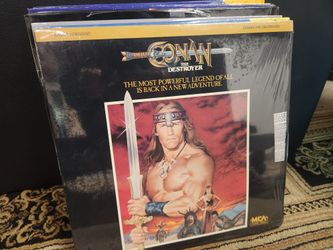 CONAN
THE
DESTROYER
THE MOST POWERFUL LEGEND OF ALL
IS BACK IN A NEW ADVENTURE.
MCA